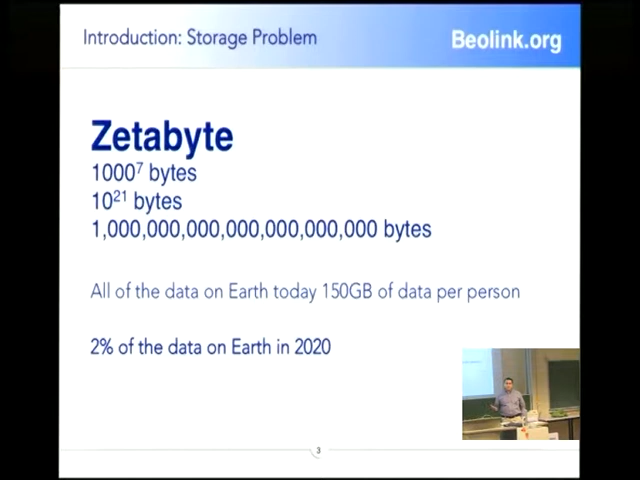 Introduction: Storage Problem
Beolink.org
Zetabyte
1000⁷ bytes
10²¹ bytes
1,000,000,000,000,000,000,000 bytes
All of the data on Earth today 150GB of data per person
2% of the data on Earth in 2020
3